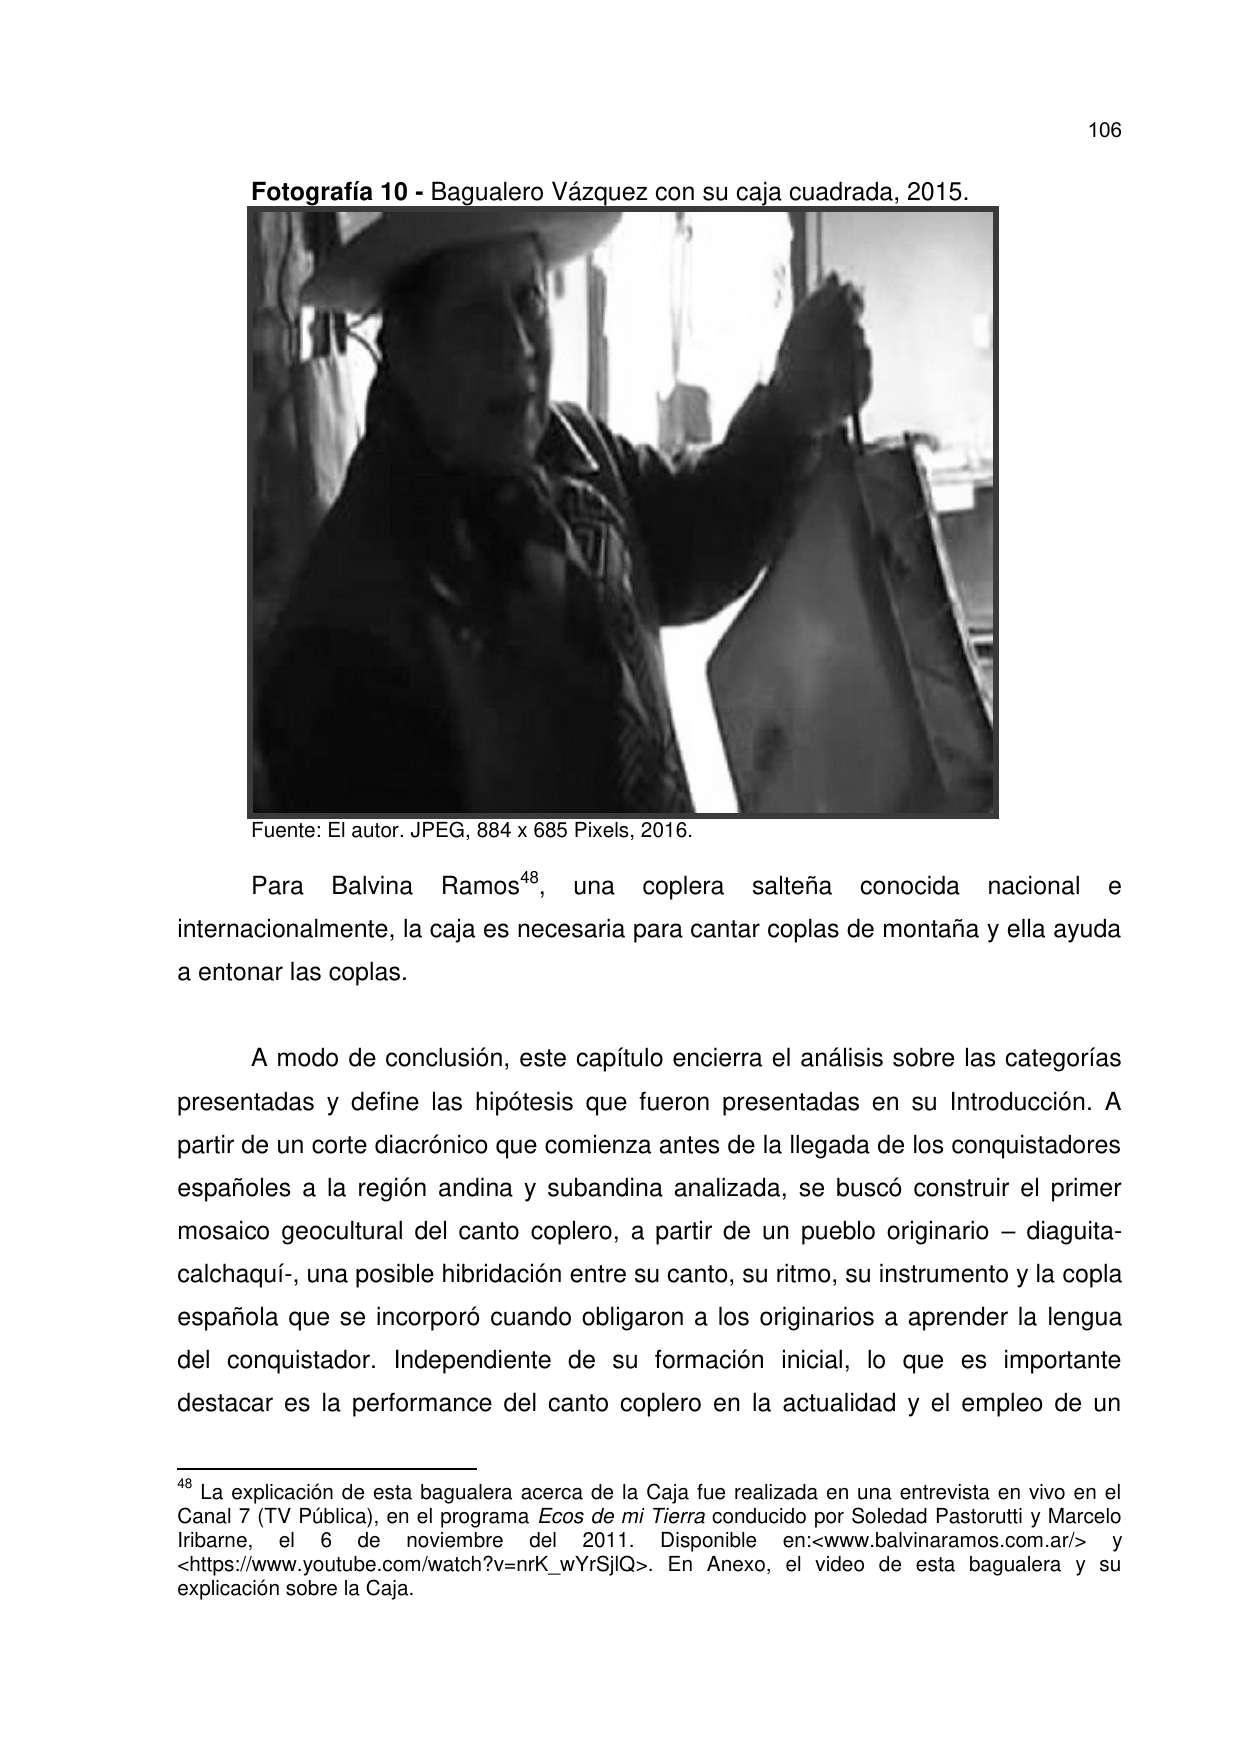 106
Fotografía 10 - Bagualero Vázquez con su caja cuadrada, 2015.
Fuente: El autor. JPEG, 884 x 685 Pixels, 2016.
Para Balvina Ramos48, una coplera salteña conocida nacional e
internacionalmente, la caja es necesaria para cantar coplas de montaña y ella ayuda
a entonar las coplas.
A modo de conclusión, este capítulo encierra el análisis sobre las categorías
presentadas y define las hipótesis que fueron presentadas en su Introducción. A
partir de un corte diacrónico que comienza antes de la llegada de los conquistadores
españoles a la región andina y subandina analizada, se buscó construir el primer
mosaico geocultural del canto coplero, a partir de un pueblo originario – diaguita-
calchaquí-, una posible hibridación entre su canto, su ritmo, su instrumento y la copla
española que se incorporó cuando obligaron a los originarios a aprender la lengua
del conquistador. Independiente de su formación inicial, lo que es importante
destacar es la performance del canto coplero en la actualidad y el empleo de un
48 La explicación de esta bagualera acerca de la Caja fue realizada en una entrevista en vivo en el
Canal 7 (TV Pública), en el programa Ecos de mi Tierra conducido por Soledad Pastorutti y Marcelo
Iribarne, el 6 de noviembre del 2011. Disponible en:<www.balvinaramos.com.ar/> y
<https://www.youtube.com/watch?v=nrK_wYrSjlQ>. En Anexo, el video de esta bagualera y su
explicación sobre la Caja.